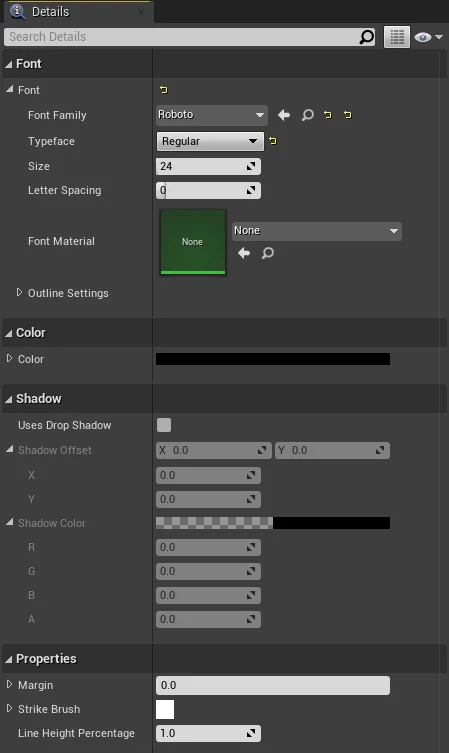 Details
Search Details
Font
Font
Font Family Roboto
Typeface Regular
Size 24
Letter Spacing 0
Font Material None None
Outline Settings
Color
Color
Shadow
Uses Drop Shadow
Shadow Offset X 0.0 Y 0.0
X 0.0
Y 0.0
Shadow Color
R 0.0
G 0.0
B 0.0
A 0.0
Properties
Margin 0.0
Strike Brush
Line Height Percentage 1.0